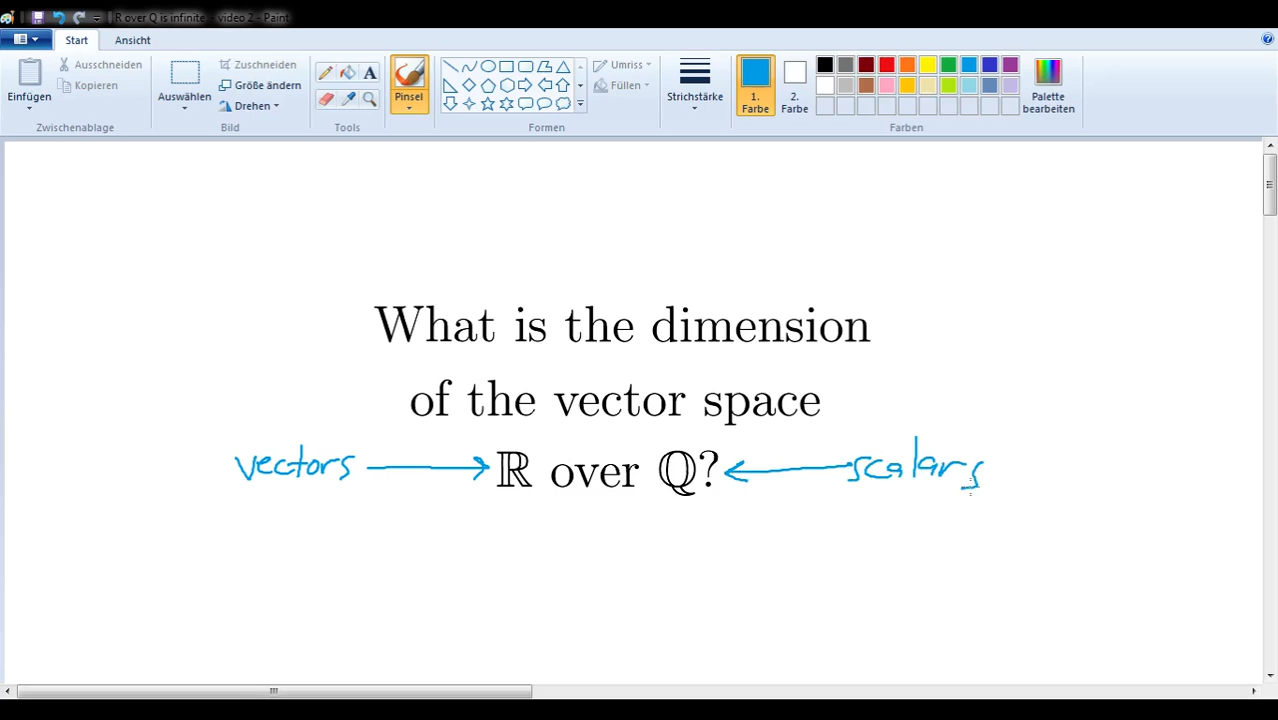 R over Q is infinite - video 2 - Paint
Start Ansicht
Einfügen
Ausschneiden
Kopieren
Zwischenablage
Auswählen
Zuschneiden
Größe ändern
Drehen
Bild
A
Tools
Pinsel
Formen
Umriss
Füllen
Strichstärke
1.
Farbe
2.
Farbe
Palette
bearbeiten
Farben
What is the dimension
of the vector space
vectors ℝ over ℚ? scalars